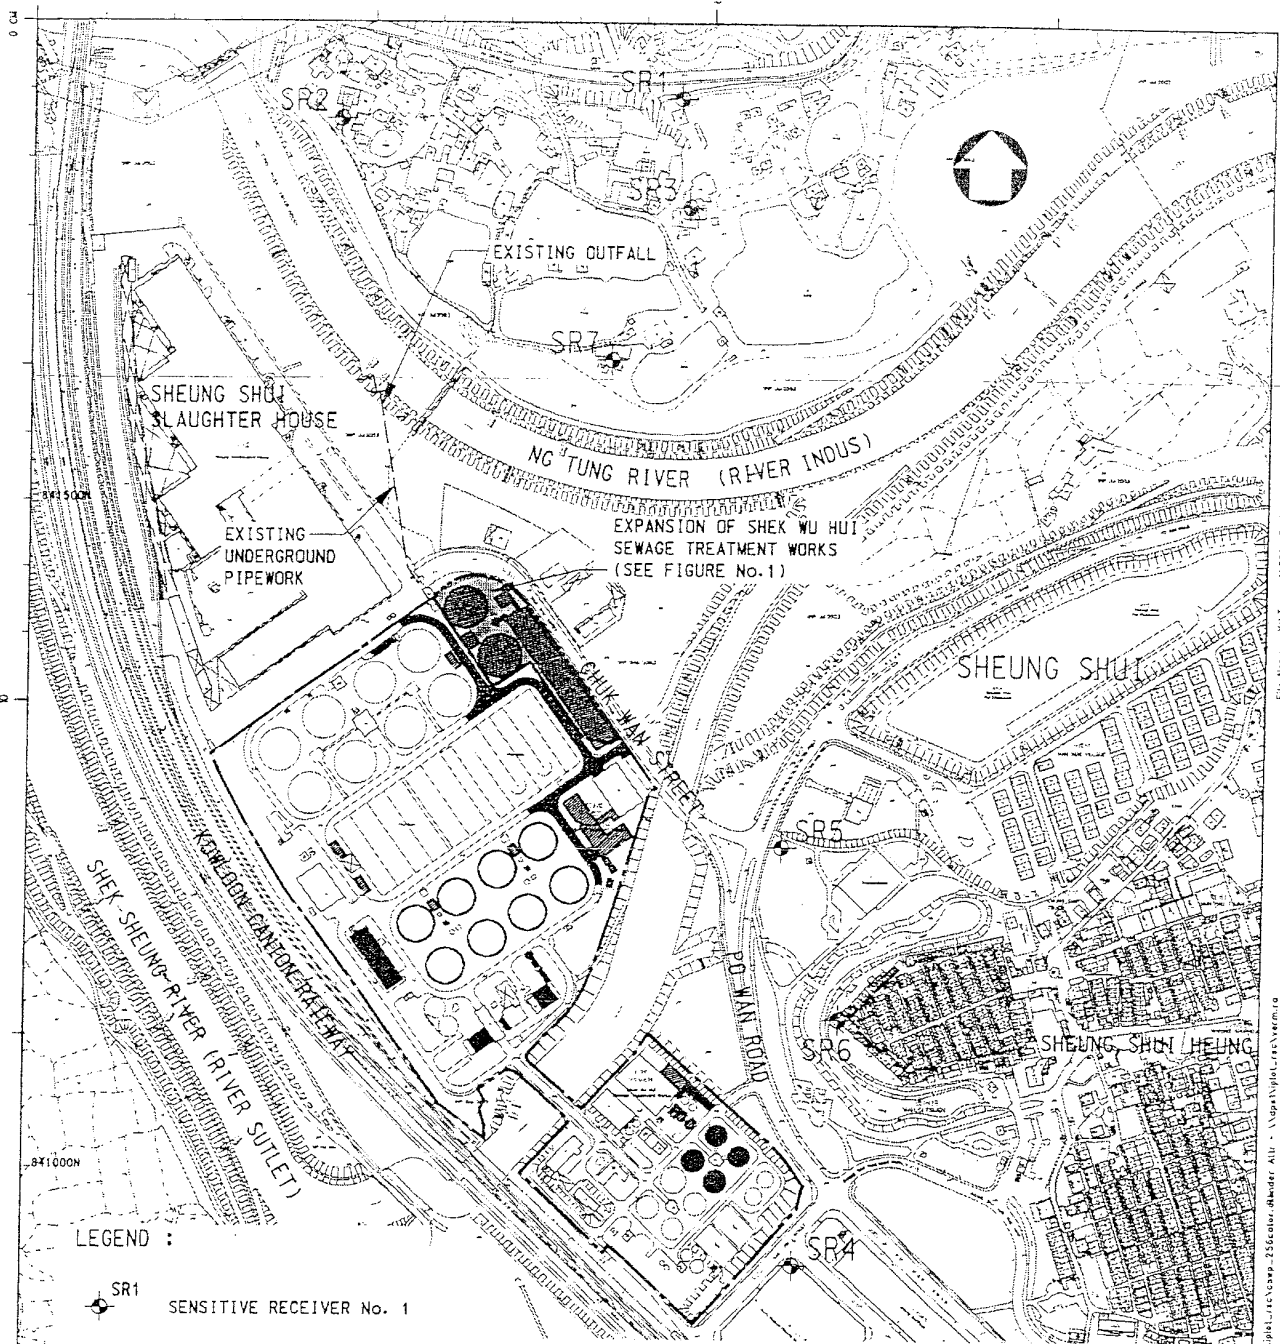 0 CM
SR1
SR2
SR3
EXISTING OUTFALL
SR7
SHEUNG SHUI
SLAUGHTER HOUSE
NG TUNG RIVER (RIVER INDUS)
841500N
EXISTING
UNDERGROUND
PIPEWORK
EXPANSION OF SHEK WU HUI
SEWAGE TREATMENT WORKS
(SEE FIGURE No.1)
SHEUNG SHUI
CHUK WAN STREET
10
SR5
KOWLOON-CANTON-RAILWAY
SHEK SHEUNG RIVER (RIVER SUTLET)
PO WAN ROAD
SR6
SHEUNG SHUI HEUNG
841000N
SR4
LEGEND :
SR1
SENSITIVE RECEIVER No. 1